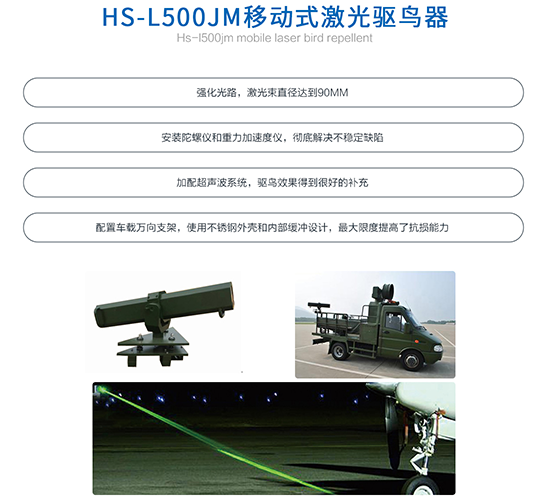 HS-L500JM移动式激光驱鸟器
Hs-l500jm mobile laser bird repellent
强化光路，激光束直径达到90MM
安装陀螺仪和重力加速度仪，彻底解决不稳定缺陷
加配超声波系统，驱鸟效果得到很好的补充
配置车载万向支架，使用不锈钢外壳和内部缓冲设计，最大限度提高了抗损能力